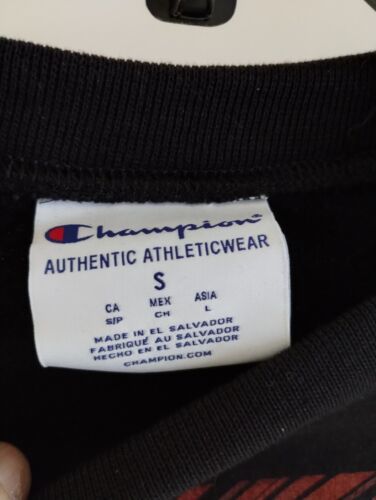 Champion
AUTHENTIC ATHLETICWEAR
S
CA MEX ASIA
S/P CH L
MADE IN EL SALVADOR
FABRIQUÉ AU SALVADOR
HECHO EN EL SALVADOR
CHAMPION.COM